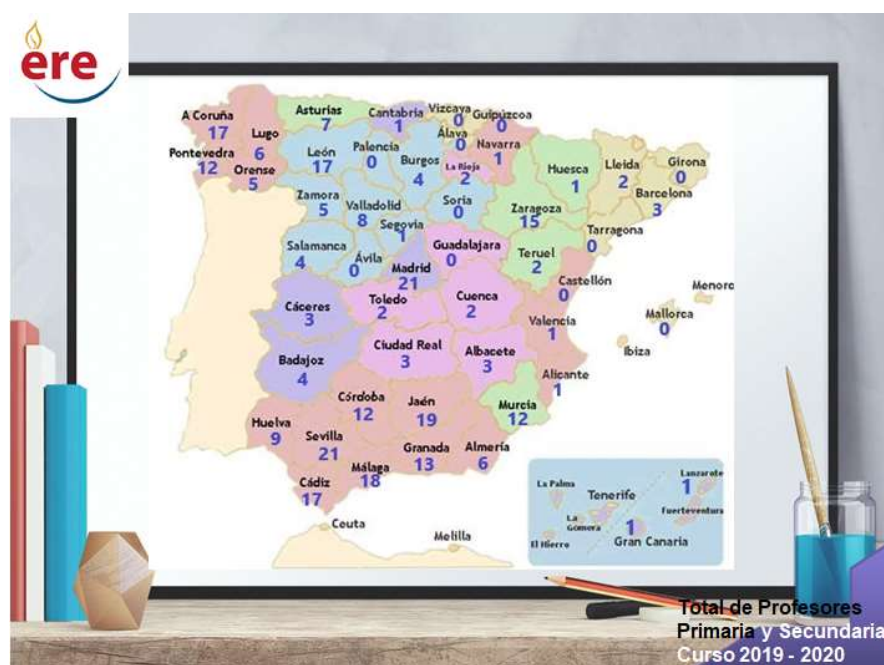 ere
A Coruña
17
Lugo
6
Pontevedra
12
Orense
5
Asturias
7
Cantabria
1
Vizcaya
0
Guipúzcoa
0
Álava
0
Navarra
1
León
17
Palencia
0
Burgos
4
La Rioja
2
Huesca
1
Lleida
2
Girona
0
Barcelona
3
Zamora
5
Valladolid
8
Soria
0
Zaragoza
15
Tarragona
0
Segovia
1
Salamanca
4
Ávila
0
Madrid
21
Guadalajara
0
Teruel
2
Castellón
0
Menorc
Mallorca
0
Ibiza
Cáceres
3
Toledo
2
Cuenca
2
Valencia
1
Badajoz
4
Ciudad Real
3
Albacete
3
Alicante
1
Córdoba
12
Jaén
19
Murcia
12
Huelva
9
Sevilla
21
Granada
13
Almería
6
Málaga
18
Cádiz
17
Ceuta
Melilla
La Palma
Tenerife
La
Gomera
El Hierro
1
Gran Canaria
Lanzarote
1
Fuerteventura
Total de Profesores
Primaria y Secundaria
Curso 2019 - 2020